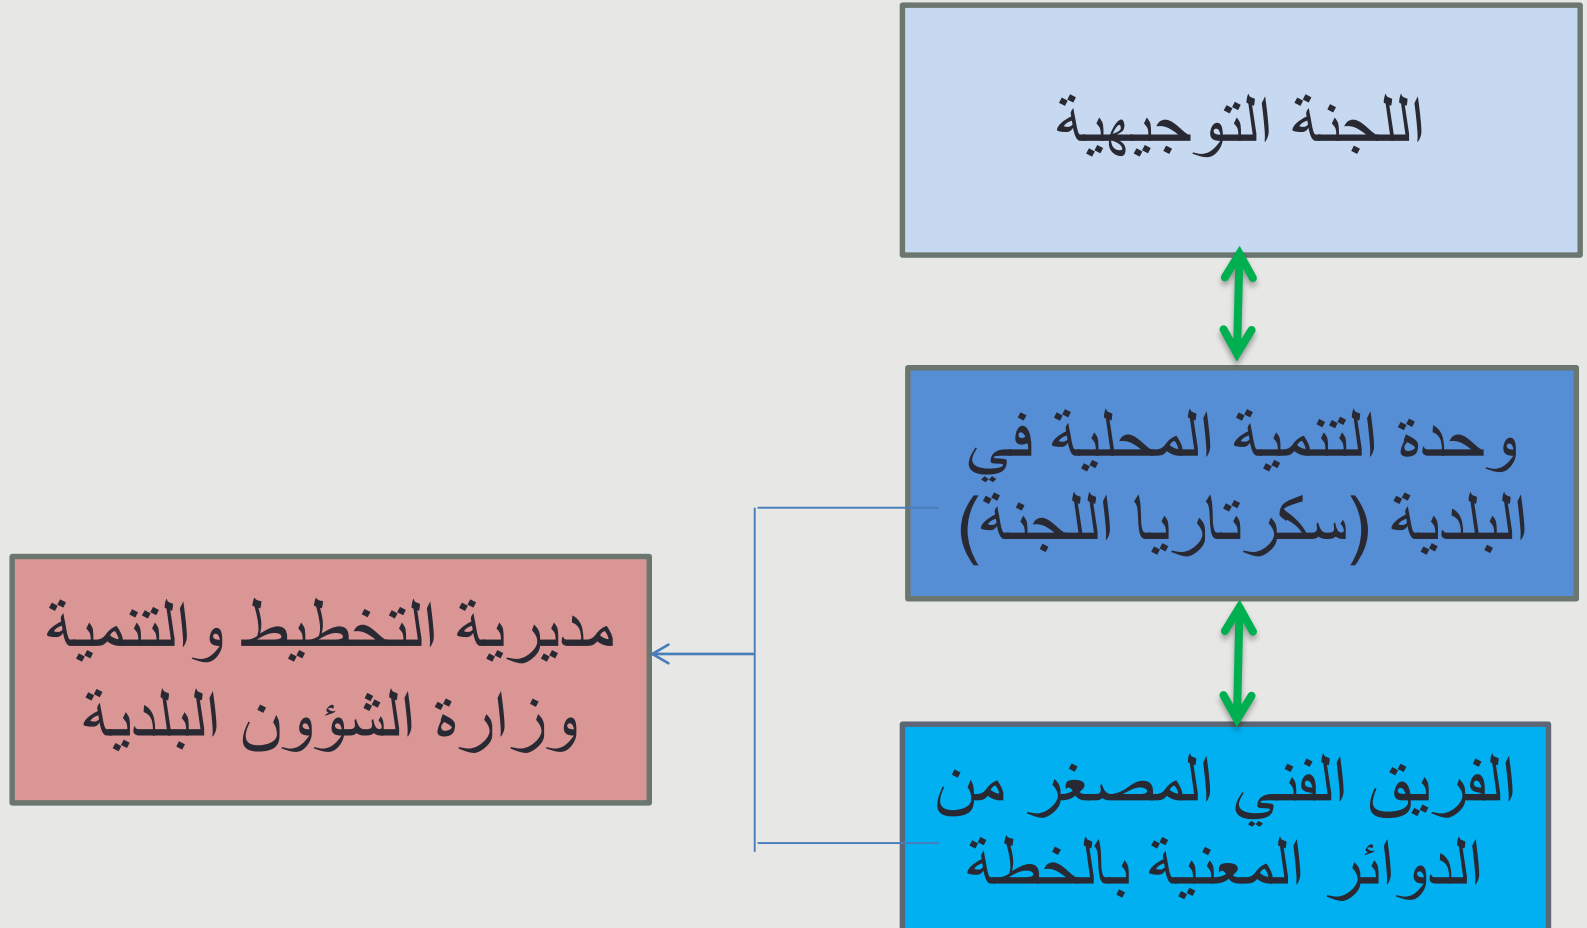 اللجنة التوجيهية
وحدة التنمية المحلية في
البلدية (سكرتاريا اللجنة)
مديرية التخطيط والتنمية
وزارة الشؤون البلدية
الفريق الفني المصغر من
الدوائر المعنية بالخطة